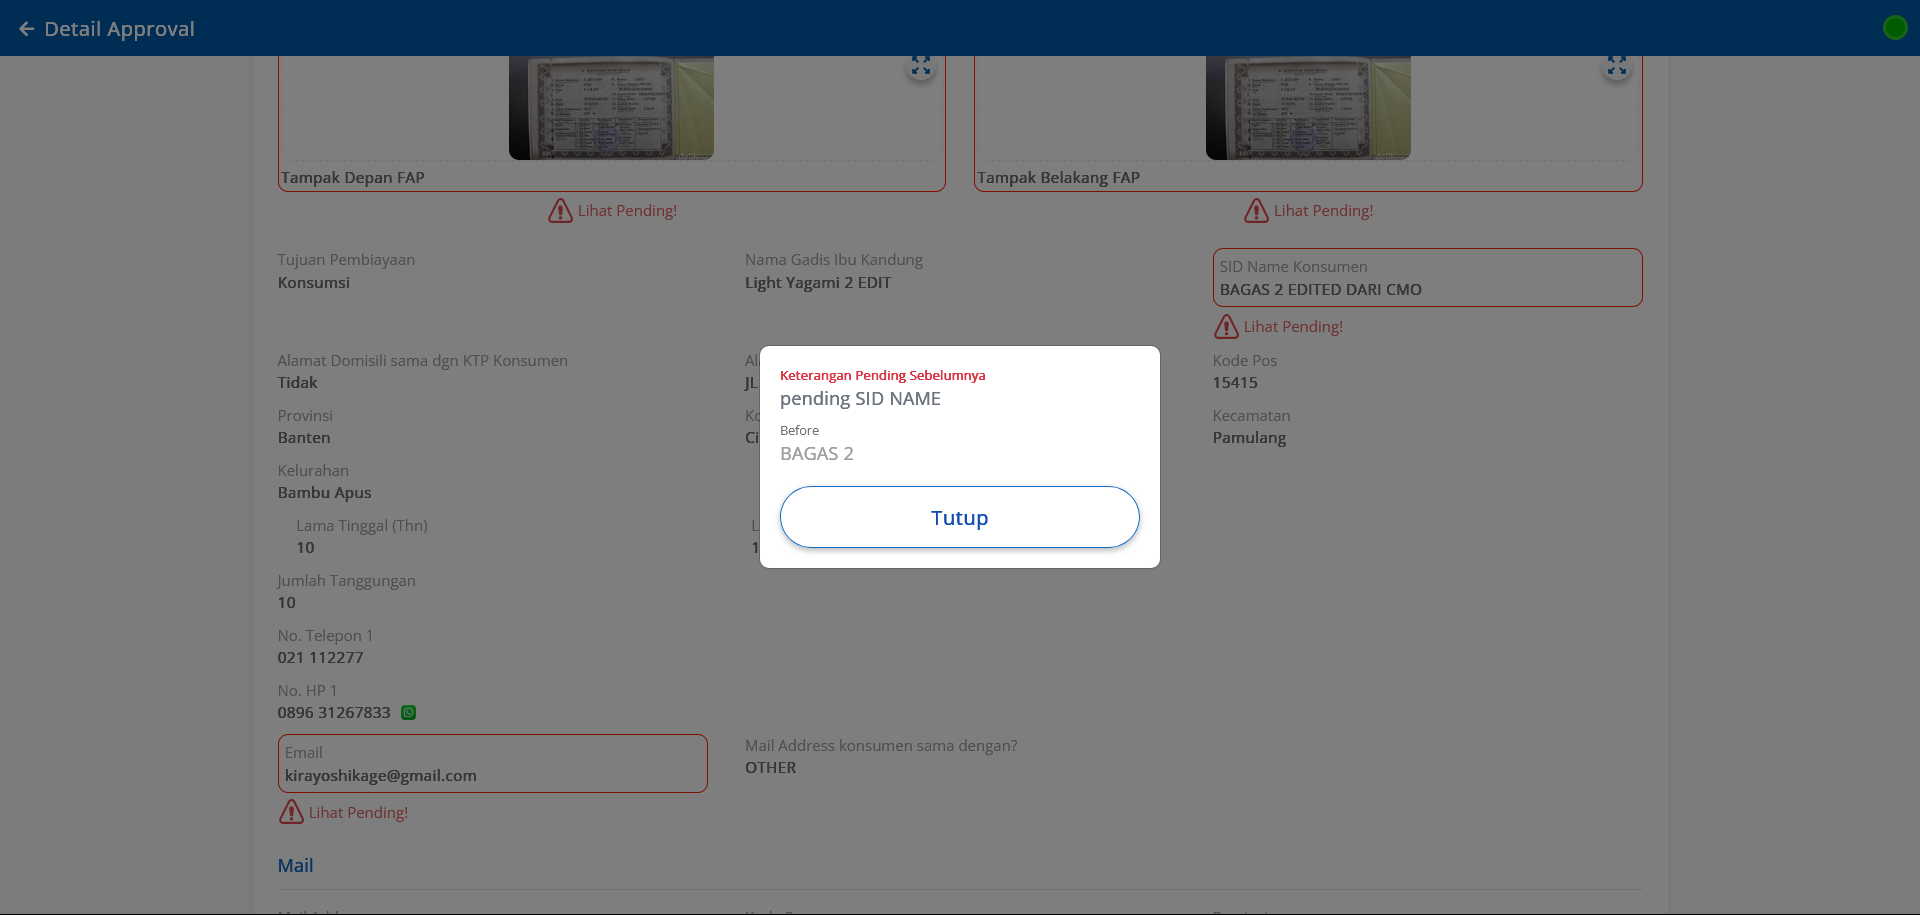 Detail Approval
Tampak Depan FAP
Tampak Belakang FAP
Lihat Pending!
Lihat Pending!
Tujuan Pembiayaan
Konsumsi
Nama Gadis Ibu Kandung
Light Yagami 2 EDIT
SID Name Konsumen
BAGAS 2 EDITED DARI CMO
Lihat Pending!
Alamat Domisili sama dgn KTP Konsumen
Tidak
JL
Kode Pos
15415
Provinsi
Banten
Ci
Kecamatan
Pamulang
Kelurahan
Bambu Apus
Lama Tinggal (Thn)
10
L
1
Jumlah Tanggungan
10
No. Telepon 1
021 112277
No. HP 1
0896 31267833
Email
kirayoshikage@gmail.com
Lihat Pending!
Mail Address konsumen sama dengan?
OTHER
Mail
Keterangan Pending Sebelumnya
pending SID NAME
Before
BAGAS 2
Tutup